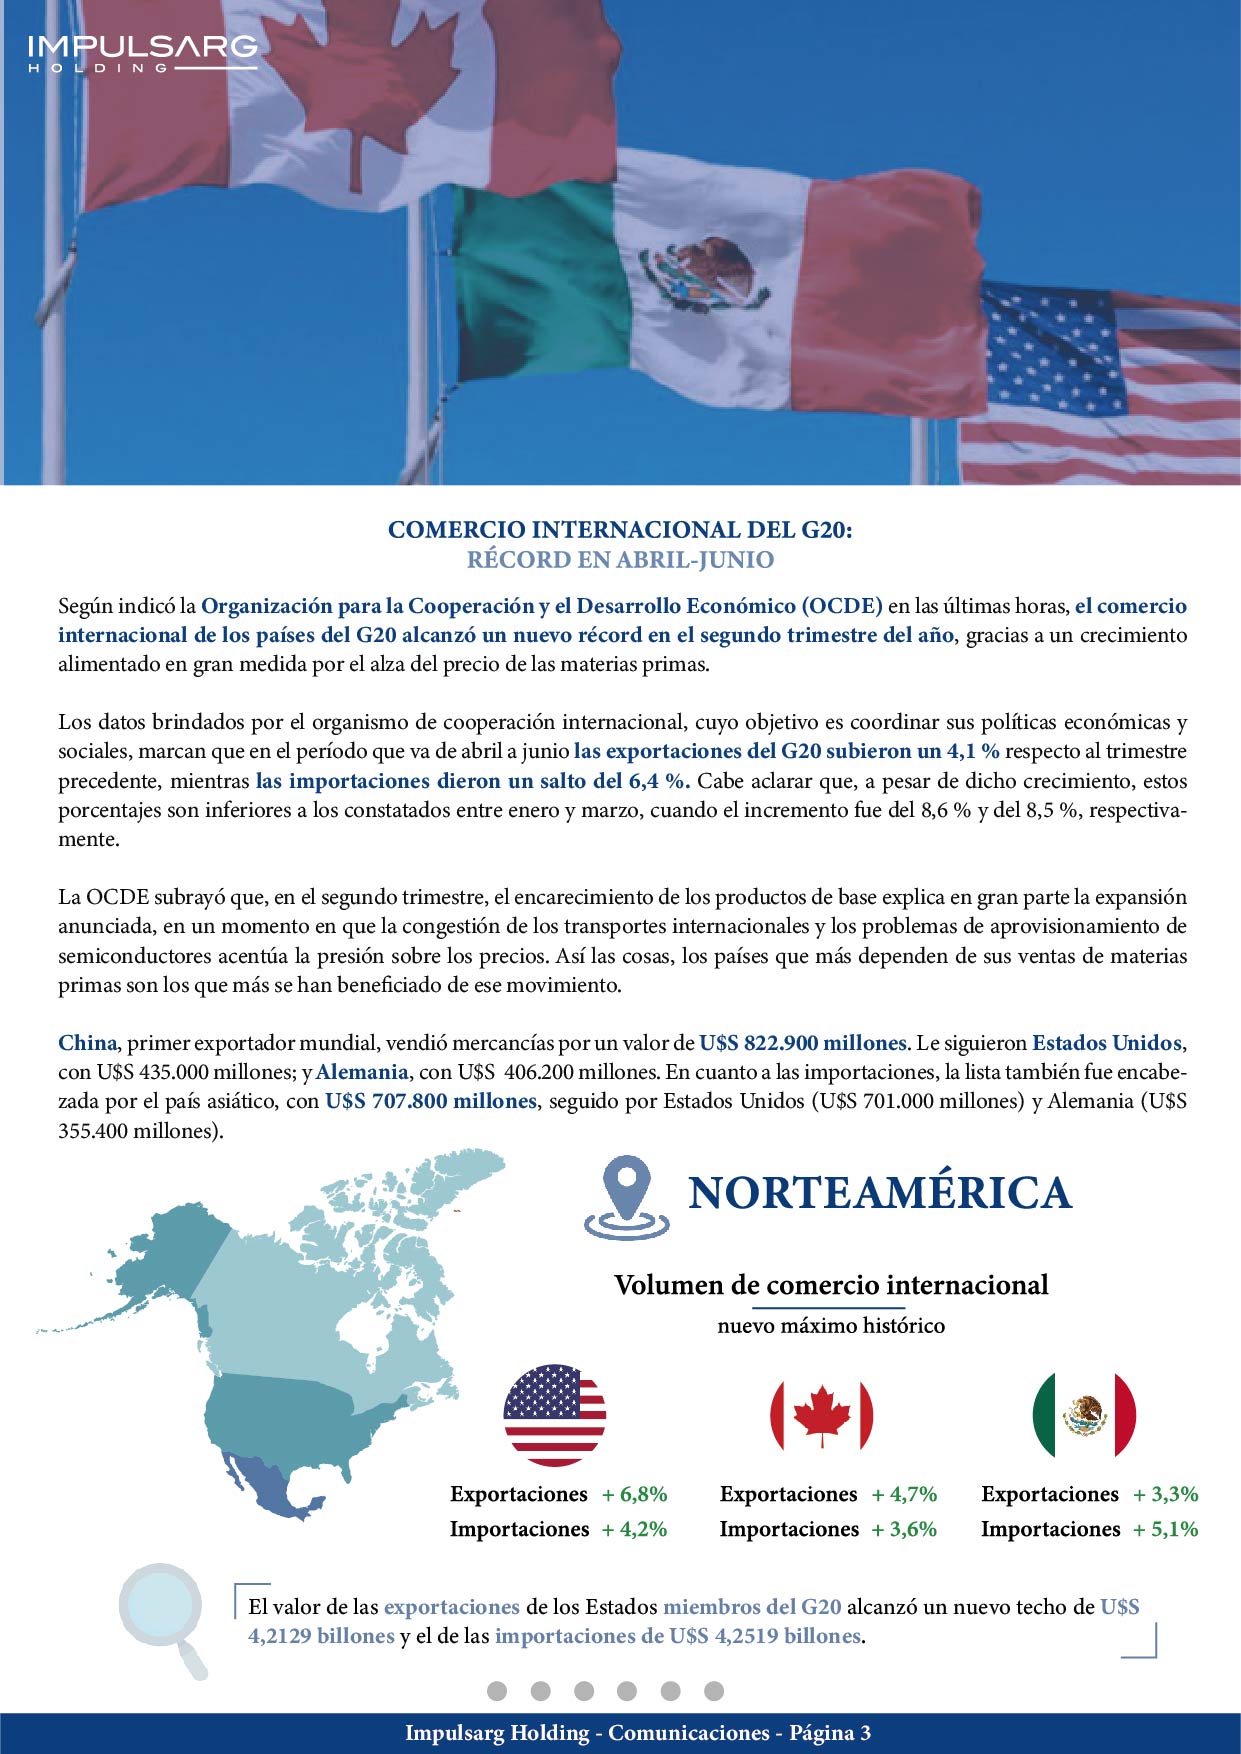 IMPULSARG
HOLDING
COMERCIO INTERNACIONAL DEL G20:
RÉCORD EN ABRIL-JUNIO
Según indicó la Organización para la Cooperación y el Desarrollo Económico (OCDE) en las últimas horas, el comercio
internacional de los países del G20 alcanzó un nuevo récord en el segundo trimestre del año, gracias a un crecimiento
alimentado en gran medida por el alza del precio de las materias primas.
Los datos brindados por el organismo de cooperación internacional, cuyo objetivo es coordinar sus políticas económicas y
sociales, marcan que en el período que va de abril a junio las exportaciones del G20 subieron un 4,1 % respecto al trimestre
precedente, mientras las importaciones dieron un salto del 6,4 %. Cabe aclarar que, a pesar de dicho crecimiento, estos
porcentajes son inferiores a los constatados entre enero y marzo, cuando el incremento fue del 8,6 % y del 8,5 %, respectiva-
mente.
La OCDE subrayó que, en el segundo trimestre, el encarecimiento de los productos de base explica en gran parte la expansión
anunciada, en un momento en que la congestión de los transportes internacionales y los problemas de aprovisionamiento de
semiconductores acentúa la presión sobre los precios. Así las cosas, los países que más dependen de sus ventas de materias
primas son los que más se han beneficiado de ese movimiento.
China, primer exportador mundial, vendió mercancías por un valor de U$S 822.900 millones. Le siguieron Estados Unidos,
con U$S 435.000 millones; y Alemania, con U$S 406.200 millones. En cuanto a las importaciones, la lista también fue encabe-
zada por el país asiático, con U$S 707.800 millones, seguido por Estados Unidos (U$S 701.000 millones) y Alemania (U$S
355.400 millones).
NORTEAMÉRICA
Volumen de comercio internacional
nuevo máximo histórico
Exportaciones + 6,8%
Importaciones + 4,2%
Exportaciones + 4,7%
Importaciones + 3,6%
Exportaciones + 3,3%
Importaciones + 5,1%
El valor de las exportaciones de los Estados miembros del G20 alcanzó un nuevo techo de U$S
4,2129 billones y el de las importaciones de U$S 4,2519 billones.
Impulsarg Holding - Comunicaciones - Página 3